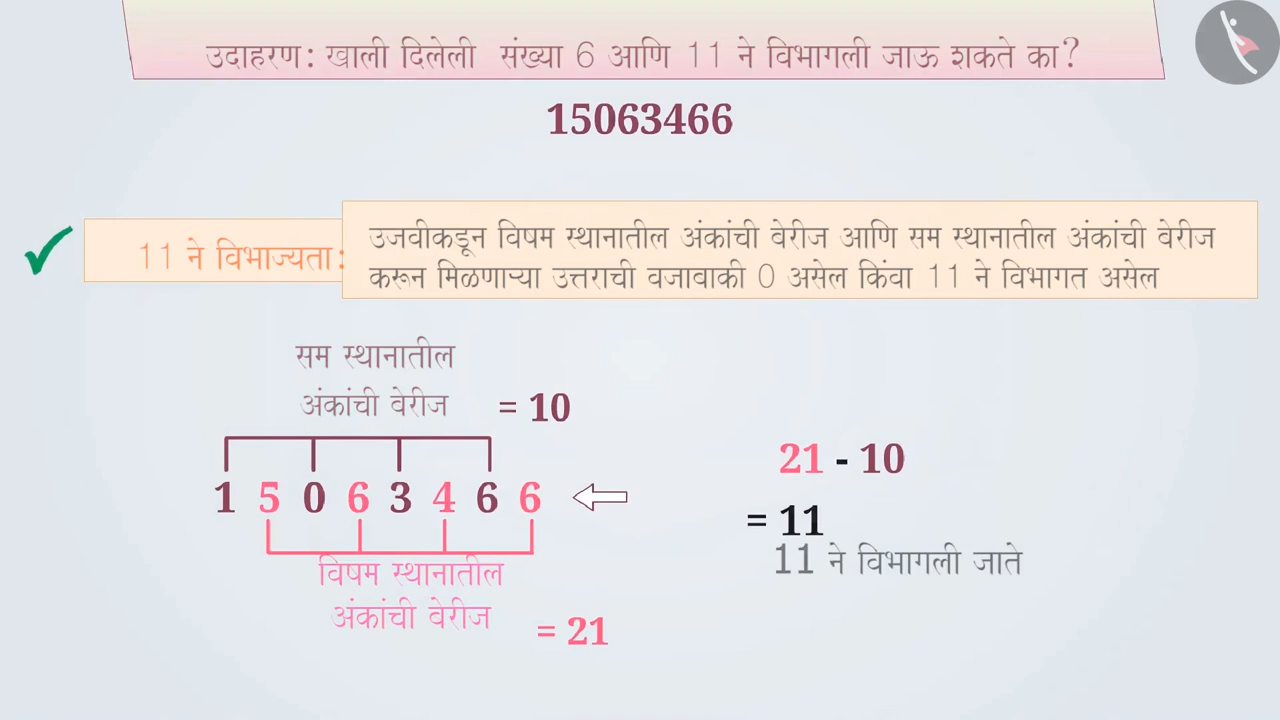 उदाहरण: खाली दिलेली संख्या 6 आणि 11 ने विभागली जाऊ शकते का?
15063466
11 ने विभाज्यता:
उजवीकडून विषम स्थानातील अंकांची बेरीज आणि सम स्थानातील अंकांची बेरीज
करून मिळणाऱ्या उत्तराची वजाबाकी 0 असेल किंवा 11 ने विभागत असेल
सम स्थानातील
अंकांची बेरीज = 10
1 5 0 6 3 4 6 6
विषम स्थानातील
अंकांची बेरीज = 21
21 - 10
= 11
11 ने विभागली जाते